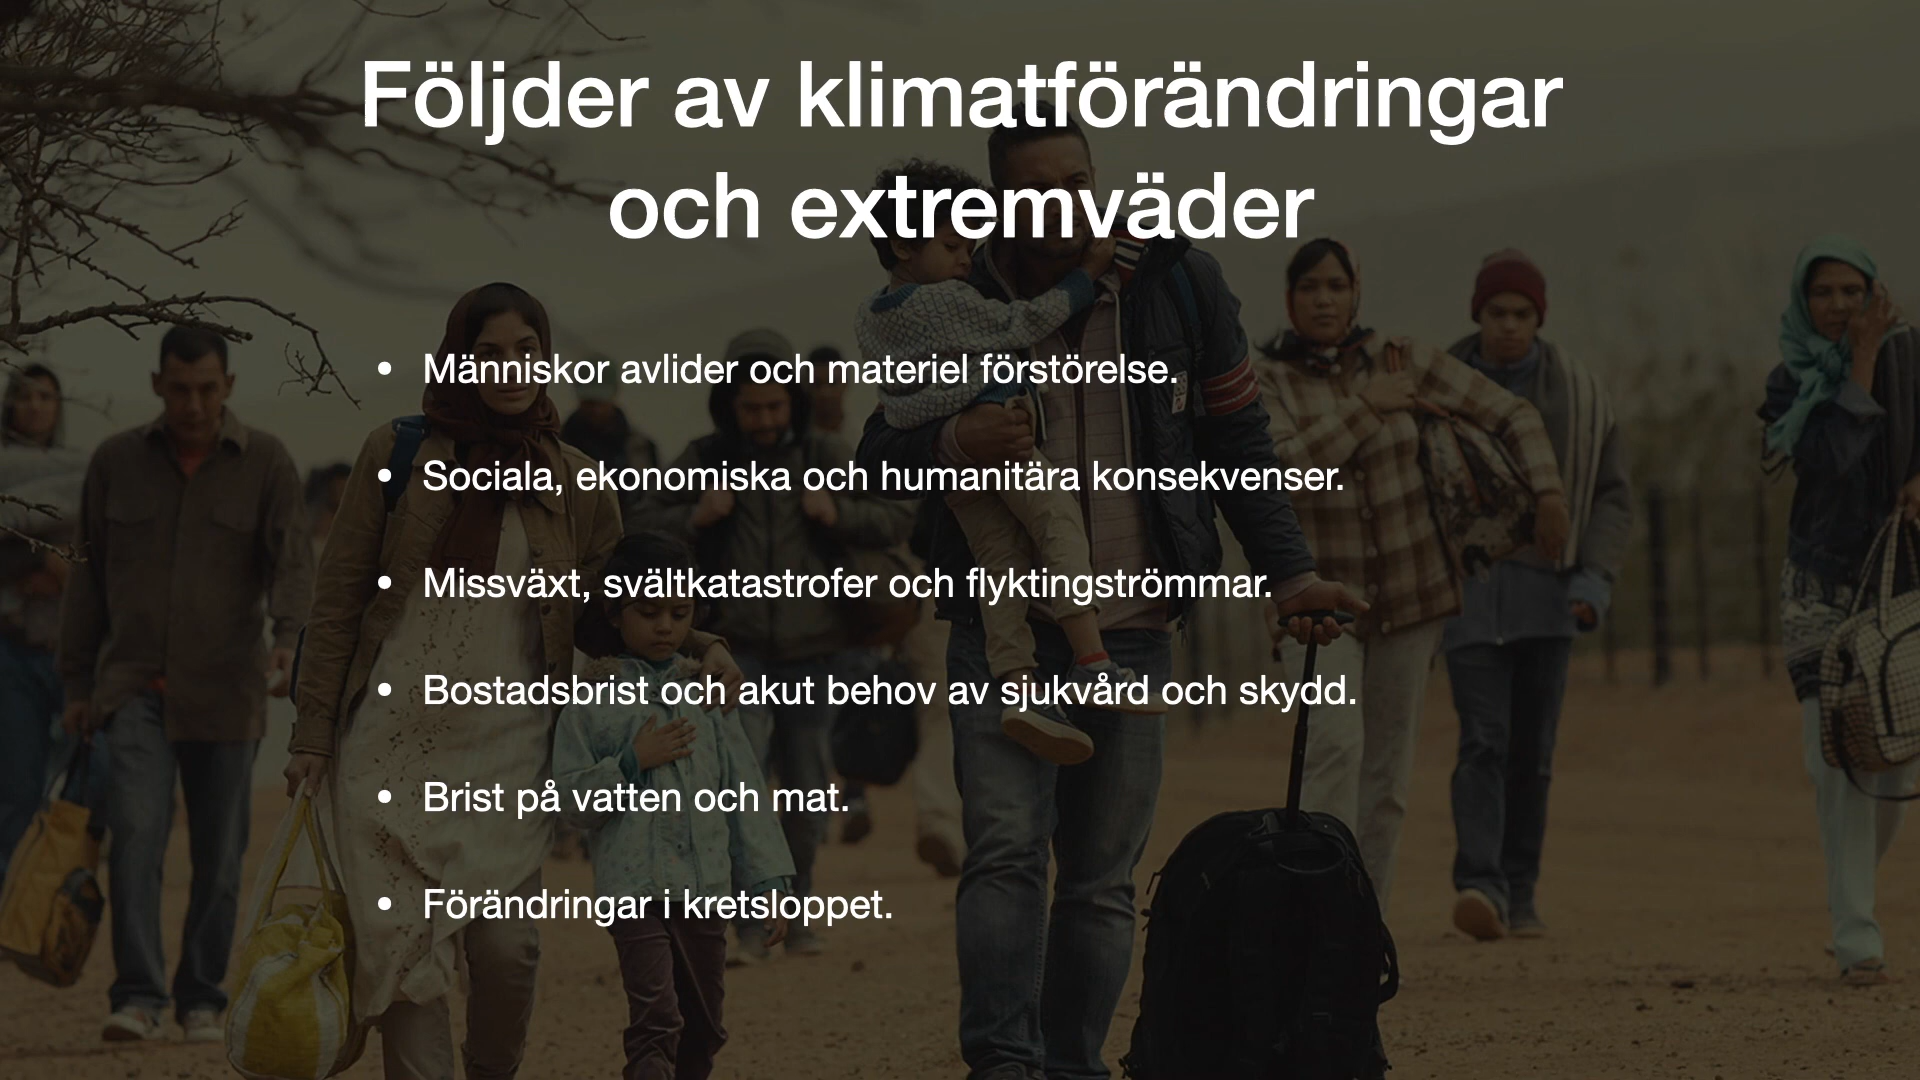 Följder av klimatförändringar
och extremväder
• Människor avlider och materiel förstörelse.
• Sociala, ekonomiska och humanitära konsekvenser.
• Missväxt, svältkatastrofer och flyktingströmmar.
• Bostadsbrist och akut behov av sjukvård och skydd.
• Brist på vatten och mat.
• Förändringar i kretsloppet.